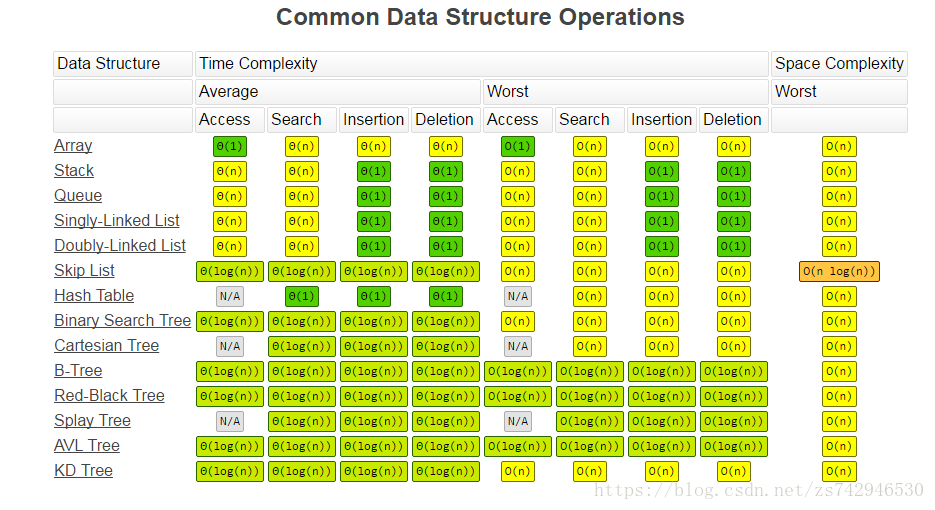 Common Data Structure Operations
Data Structure Time Complexity Space Complexity
Average Worst Worst
Access Search Insertion Deletion Access Search Insertion Deletion
Array Θ(1) Θ(n) Θ(n) Θ(n) O(1) O(n) O(n) O(n) O(n)
Stack Θ(n) Θ(n) Θ(1) Θ(1) O(n) O(n) O(1) O(1) O(n)
Queue Θ(n) Θ(n) Θ(1) Θ(1) O(n) O(n) O(1) O(1) O(n)
Singly-Linked List Θ(n) Θ(n) Θ(1) Θ(1) O(n) O(n) O(1) O(1) O(n)
Doubly-Linked List Θ(n) Θ(n) Θ(1) Θ(1) O(n) O(n) O(1) O(1) O(n)
Skip List Θ(log(n)) Θ(log(n)) Θ(log(n)) Θ(log(n)) O(n) O(n) O(n) O(n) O(n log(n))
Hash Table N/A Θ(1) Θ(1) Θ(1) N/A O(n) O(n) O(n) O(n)
Binary Search Tree Θ(log(n)) Θ(log(n)) Θ(log(n)) Θ(log(n)) O(n) O(n) O(n) O(n) O(n)
Cartesian Tree N/A Θ(log(n)) Θ(log(n)) Θ(log(n)) N/A O(n) O(n) O(n) O(n)
B-Tree Θ(log(n)) Θ(log(n)) Θ(log(n)) Θ(log(n)) O(log(n)) O(log(n)) O(log(n)) O(log(n)) O(n)
Red-Black Tree Θ(log(n)) Θ(log(n)) Θ(log(n)) Θ(log(n)) O(log(n)) O(log(n)) O(log(n)) O(log(n)) O(n)
Splay Tree N/A Θ(log(n)) Θ(log(n)) Θ(log(n)) N/A O(log(n)) O(log(n)) O(log(n)) O(n)
AVL Tree Θ(log(n)) Θ(log(n)) Θ(log(n)) Θ(log(n)) O(log(n)) O(log(n)) O(log(n)) O(log(n)) O(n)
KD Tree Θ(log(n)) Θ(log(n)) Θ(log(n)) Θ(log(n)) O(n) O(n) O(n) O(n) O(n)
https://blog.csdn.net/zs742946530